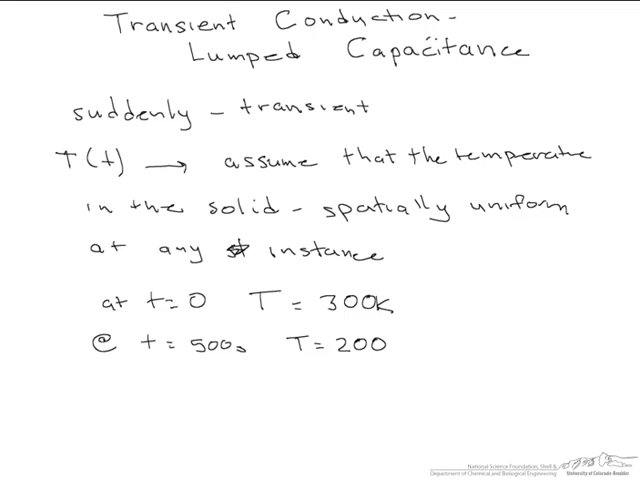 Transient Conduction -
Lumped Capacitance
suddenly - transient
T(t) → assume that the temperature
in the solid - spatially uniform
at any instance
at t=0 T = 300K
@ t = 500s T = 200
National Science Foundation, Shell &
Department of Chemical and Biological Engineering
University of Colorado Boulder